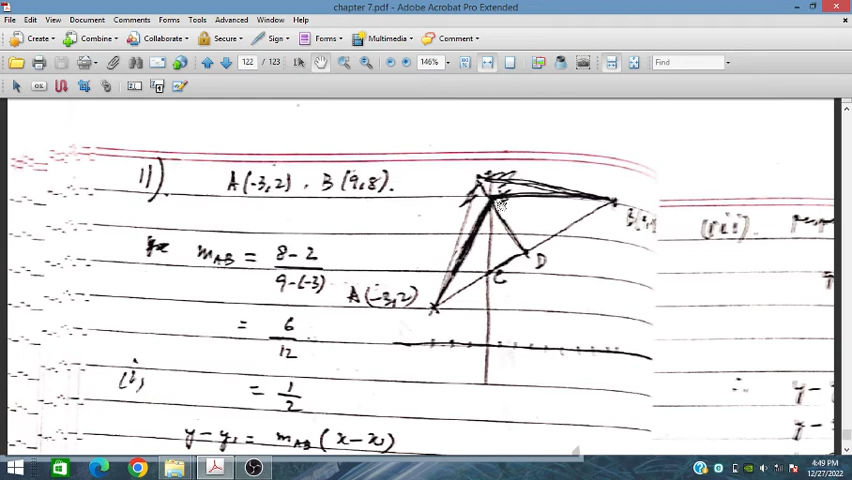 chapter 7.pdf - Adobe Acrobat Pro Extended
File Edit View Document Comments Forms Tools Advanced Window Help
Create Combine Collaborate Secure Sign Forms Multimedia Comment
122 / 123 146% Find
11). A(-3,2) . B(9,8).
B(9,
(iii).
m_AB = 8-2 / 9-(-3)
D
C
A(-3,2)
= 6 / 12
(i) = 1/2
∴ y -
y - y₁ = m_AB (x - x₁)
y -
4:49 PM
12/27/2022